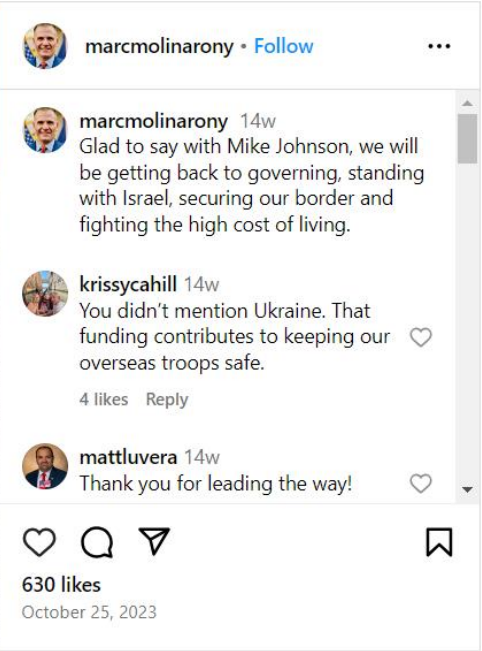 marcmolinarony • Follow
marcmolinarony 14w
Glad to say with Mike Johnson, we will
be getting back to governing, standing
with Israel, securing our border and
fighting the high cost of living.
krissycahill 14w
You didn’t mention Ukraine. That
funding contributes to keeping our
overseas troops safe.
4 likes Reply
mattluvera 14w
Thank you for leading the way!
630 likes
October 25, 2023